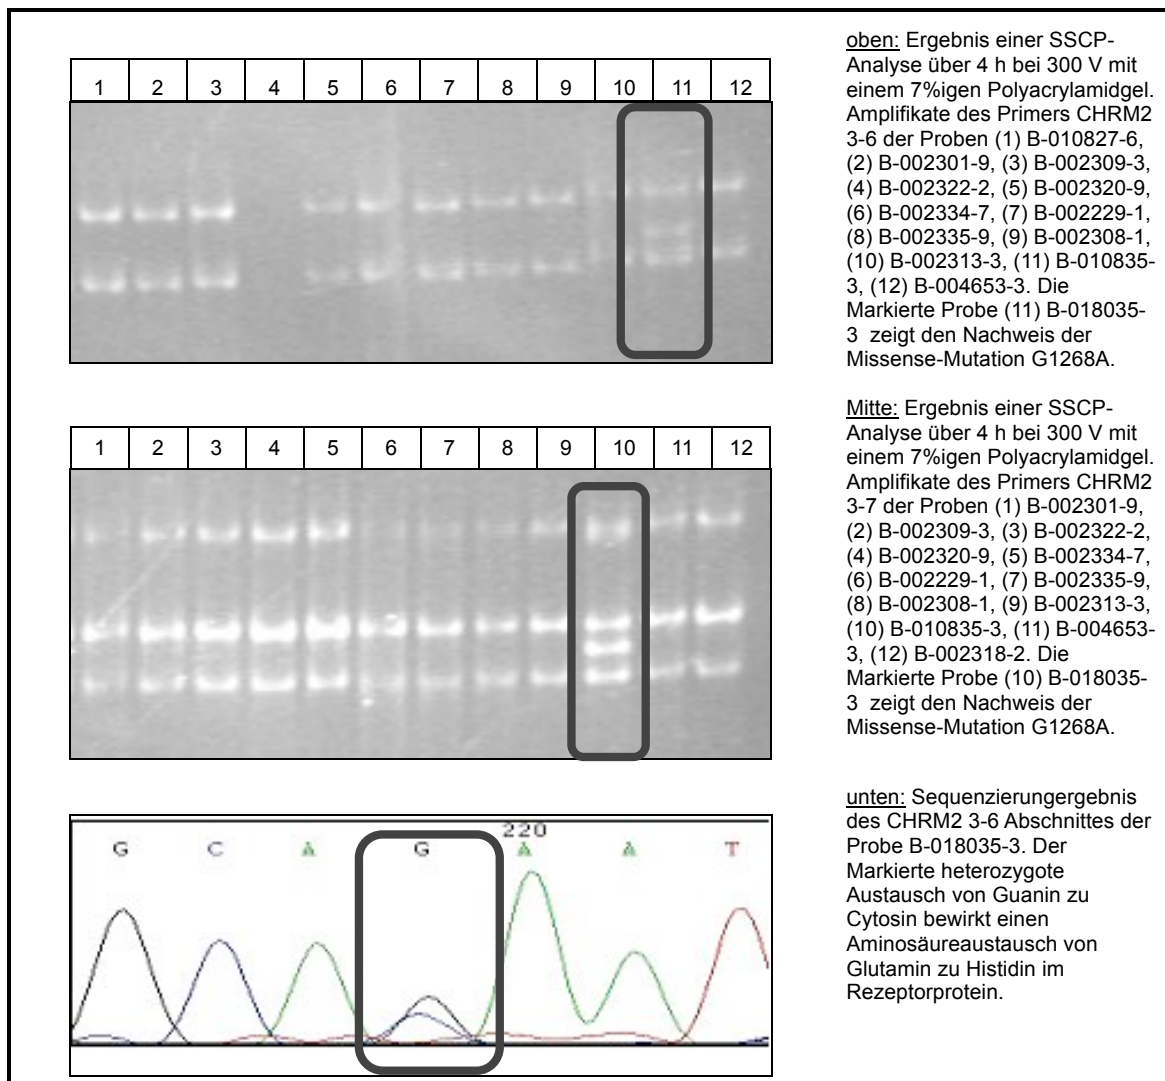 1 2 3 4 5 6 7 8 9 10 11 12
oben: Ergebnis einer SSCP-
Analyse über 4 h bei 300 V mit
einem 7%igen Polyacrylamidgel.
Amplifikate des Primers CHRM2
3-6 der Proben (1) B-010827-6,
(2) B-002301-9, (3) B-002309-3,
(4) B-002322-2, (5) B-002320-9,
(6) B-002334-7, (7) B-002229-1,
(8) B-002335-9, (9) B-002308-1,
(10) B-002313-3, (11) B-010835-
3, (12) B-004653-3. Die
Markierte Probe (11) B-018035-
3 zeigt den Nachweis der
Missense-Mutation G1268A.
1 2 3 4 5 6 7 8 9 10 11 12
Mitte: Ergebnis einer SSCP-
Analyse über 4 h bei 300 V mit
einem 7%igen Polyacrylamidgel.
Amplifikate des Primers CHRM2
3-7 der Proben (1) B-002301-9,
(2) B-002309-3, (3) B-002322-2,
(4) B-002320-9, (5) B-002334-7,
(6) B-002229-1, (7) B-002335-9,
(8) B-002308-1, (9) B-002313-3,
(10) B-010835-3, (11) B-004653-
3, (12) B-002318-2. Die
Markierte Probe (10) B-018035-
3 zeigt den Nachweis der
Missense-Mutation G1268A.
220
G C A G A A T
unten: Sequenzierungergebnis
des CHRM2 3-6 Abschnittes der
Probe B-018035-3. Der
Markierte heterozygote
Austausch von Guanin zu
Cytosin bewirkt einen
Aminosäureaustausch von
Glutamin zu Histidin im
Rezeptorprotein.